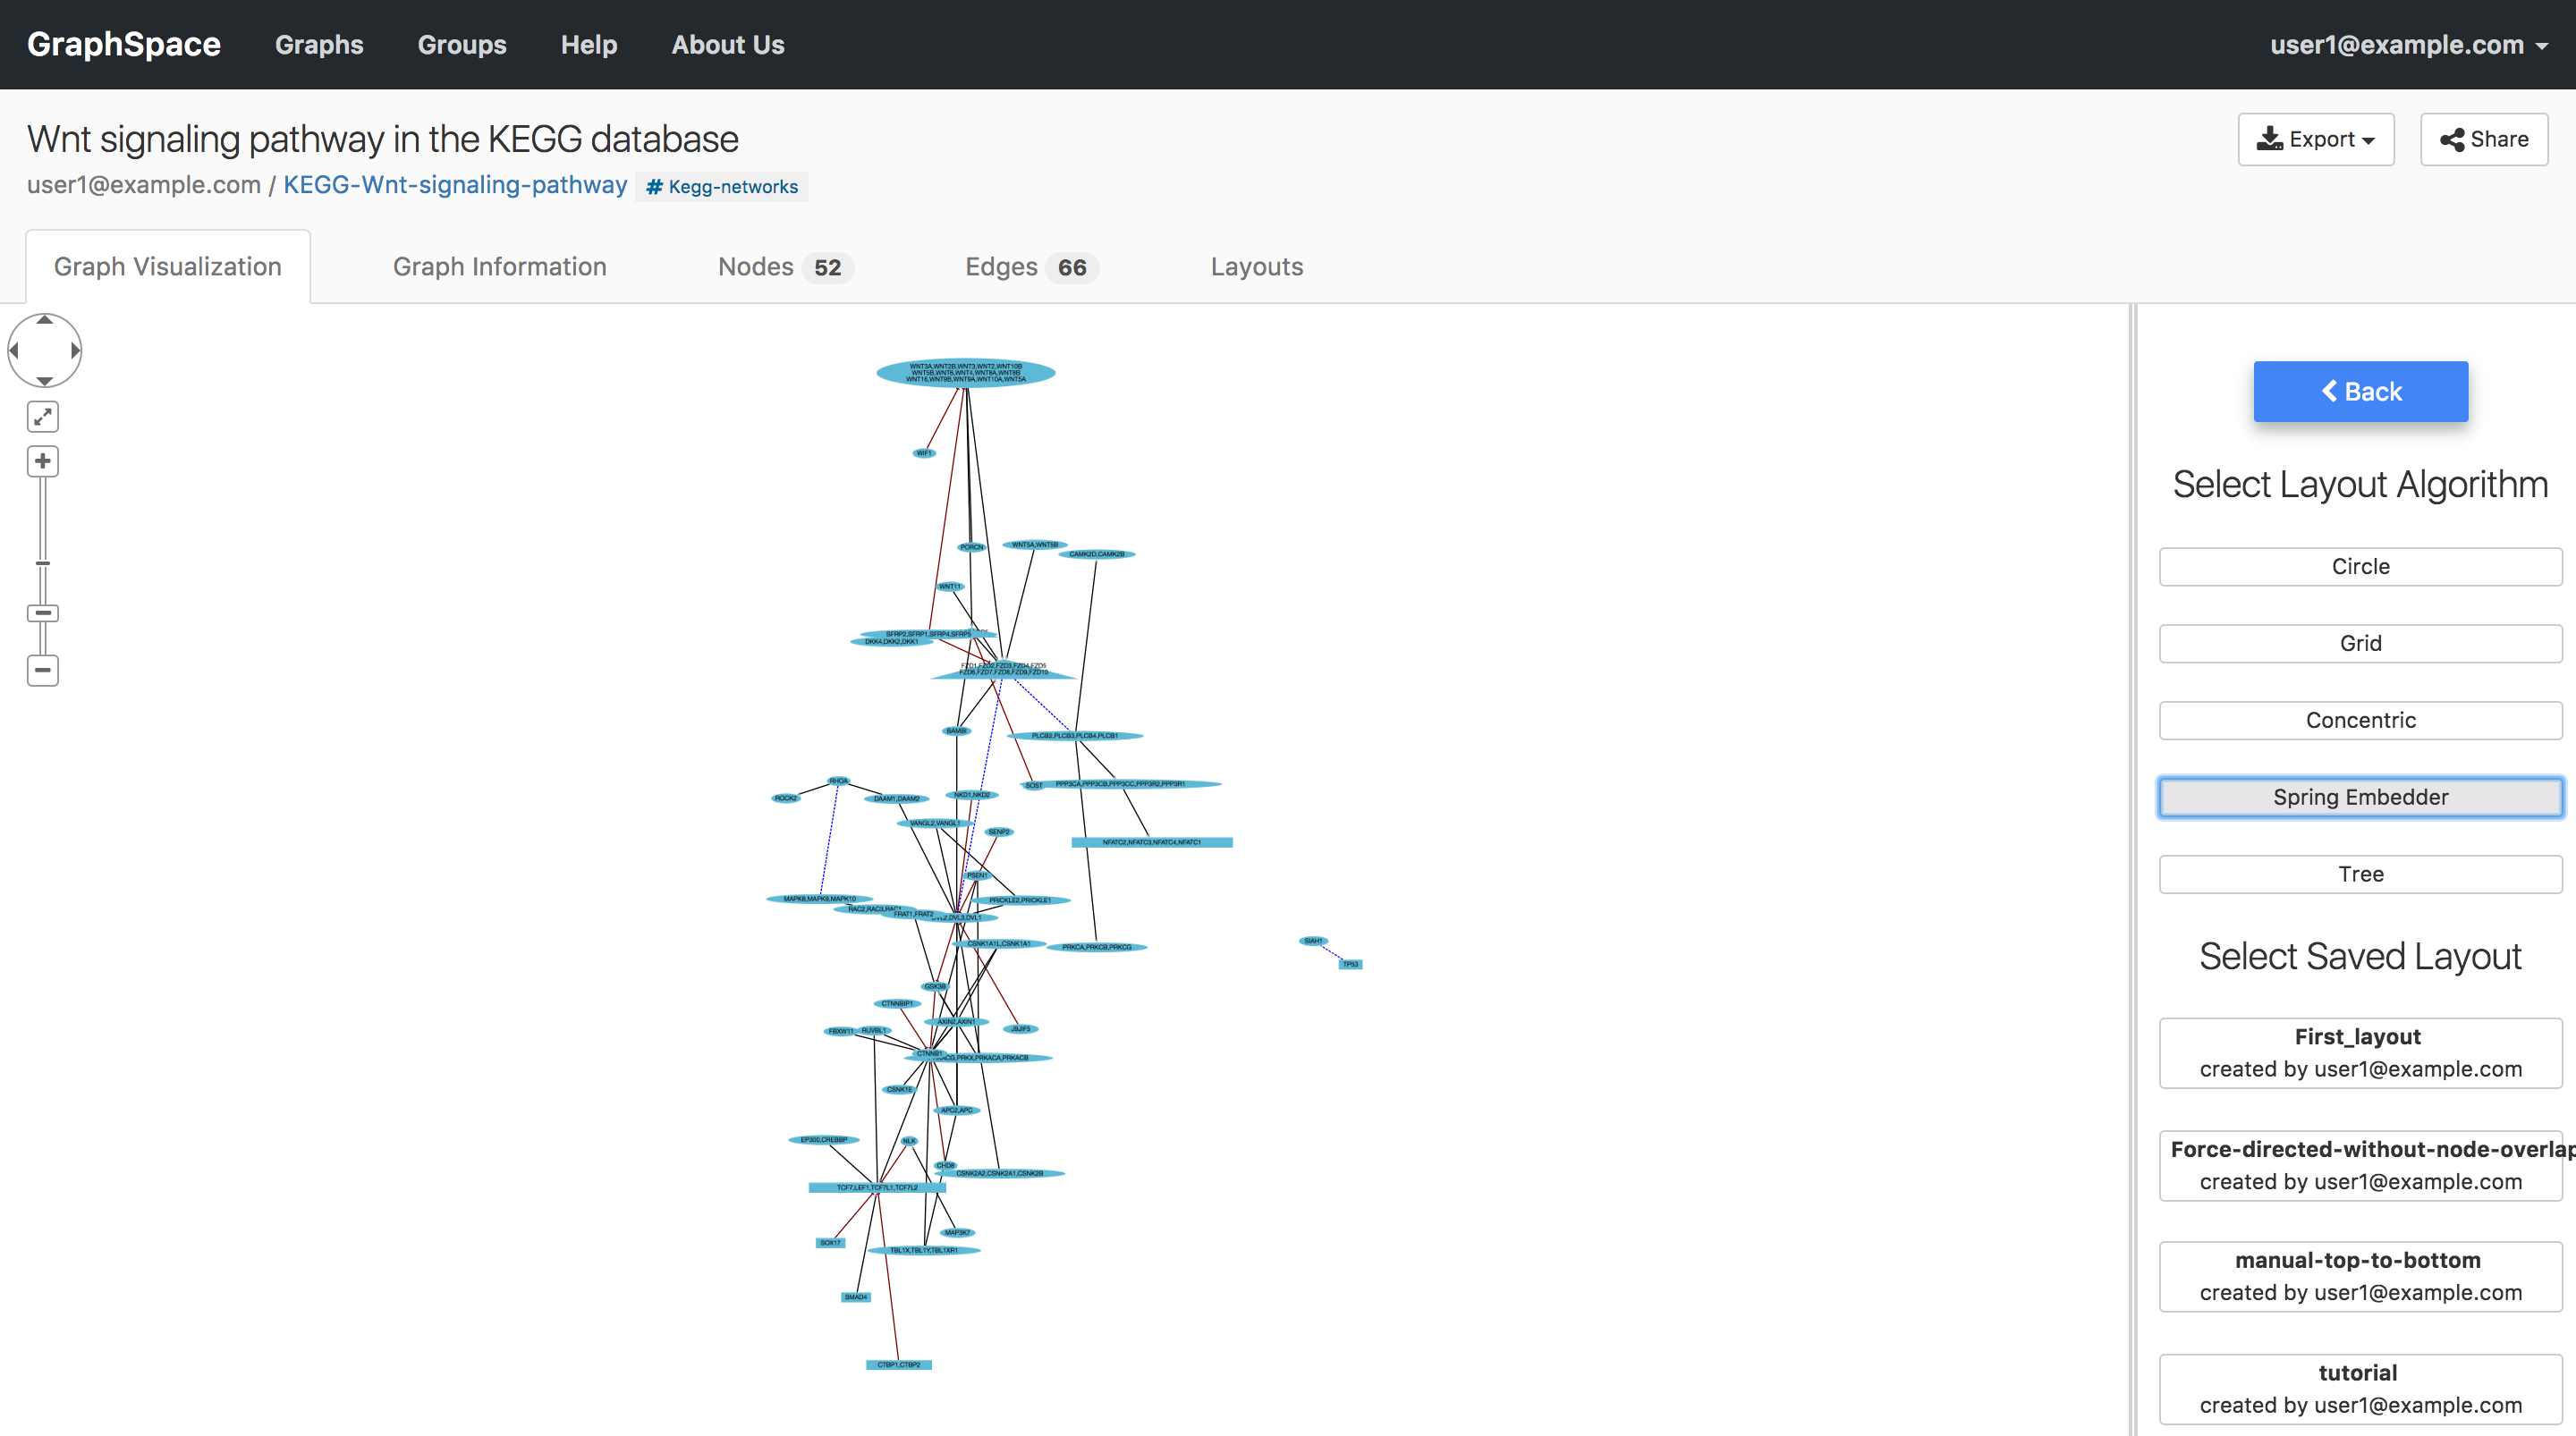 GraphSpace Graphs Groups Help About Us user1@example.com
Wnt signaling pathway in the KEGG database
Export
Share
user1@example.com / KEGG-Wnt-signaling-pathway # Kegg-networks
Graph Visualization Graph Information Nodes 52 Edges 66 Layouts
Back
Select Layout Algorithm
Circle
Grid
Concentric
Spring Embedder
Tree
Select Saved Layout
First_layout
created by user1@example.com
Force-directed-without-node-overlap
created by user1@example.com
manual-top-to-bottom
created by user1@example.com
tutorial
created by user1@example.com
WNT3A,WNT2B,WNT3,WNT2,WNT10B
WNT5B,WNT6,WNT4,WNT8A,WNT8B
WNT16,WNT9B,WNT9A,WNT10A,WNT5A
WIF1
PORCN
WNT5A,WNT5B
CAMK2D,CAMK2B
WNT11
SFRP2,SFRP1,SFRP4,SFRP5
DKK4,DKK2,DKK1
FZD1,FZD2,FZD3,FZD4,FZD5
FZD6,FZD7,FZD8,FZD9,FZD10
BAMBI
PLCB2,PLCB3,PLCB4,PLCB1
RHOA
ROCK2
DAAM1,DAAM2
NKD1,NKD2
SOST
PPP3CA,PPP3CB,PPP3CC,PPP3R2,PPP3R1
VANGL2,VANGL1
SENP2
NFATC2,NFATC3,NFATC4,NFATC1
PSEN1
MAPK8,MAPK9,MAPK10
PRICKLE2,PRICKLE1
RAC2,RAC3,RAC1
FRAT1,FRAT2
DVL2,DVL3,DVL1
CSNK1A1L,CSNK1A1
PRKCA,PRKCB,PRKCG
SIAH1
TP53
GSK3B
CTNNBIP1
AXIN2,AXIN1
FBXW11
RUVBL1
CTNNB1
PRKX,PRKACA,PRKACB
CSNK1E
APC2,APC
EP300,CREBBP
NLK
CHD8
CSNK2A2,CSNK2A1,CSNK2B
TCF7,LEF1,TCF7L1,TCF7L2
MAP3K7
SOX17
TBL1X,TBL1Y,TBL1XR1
SMAD4
CTBP1,CTBP2